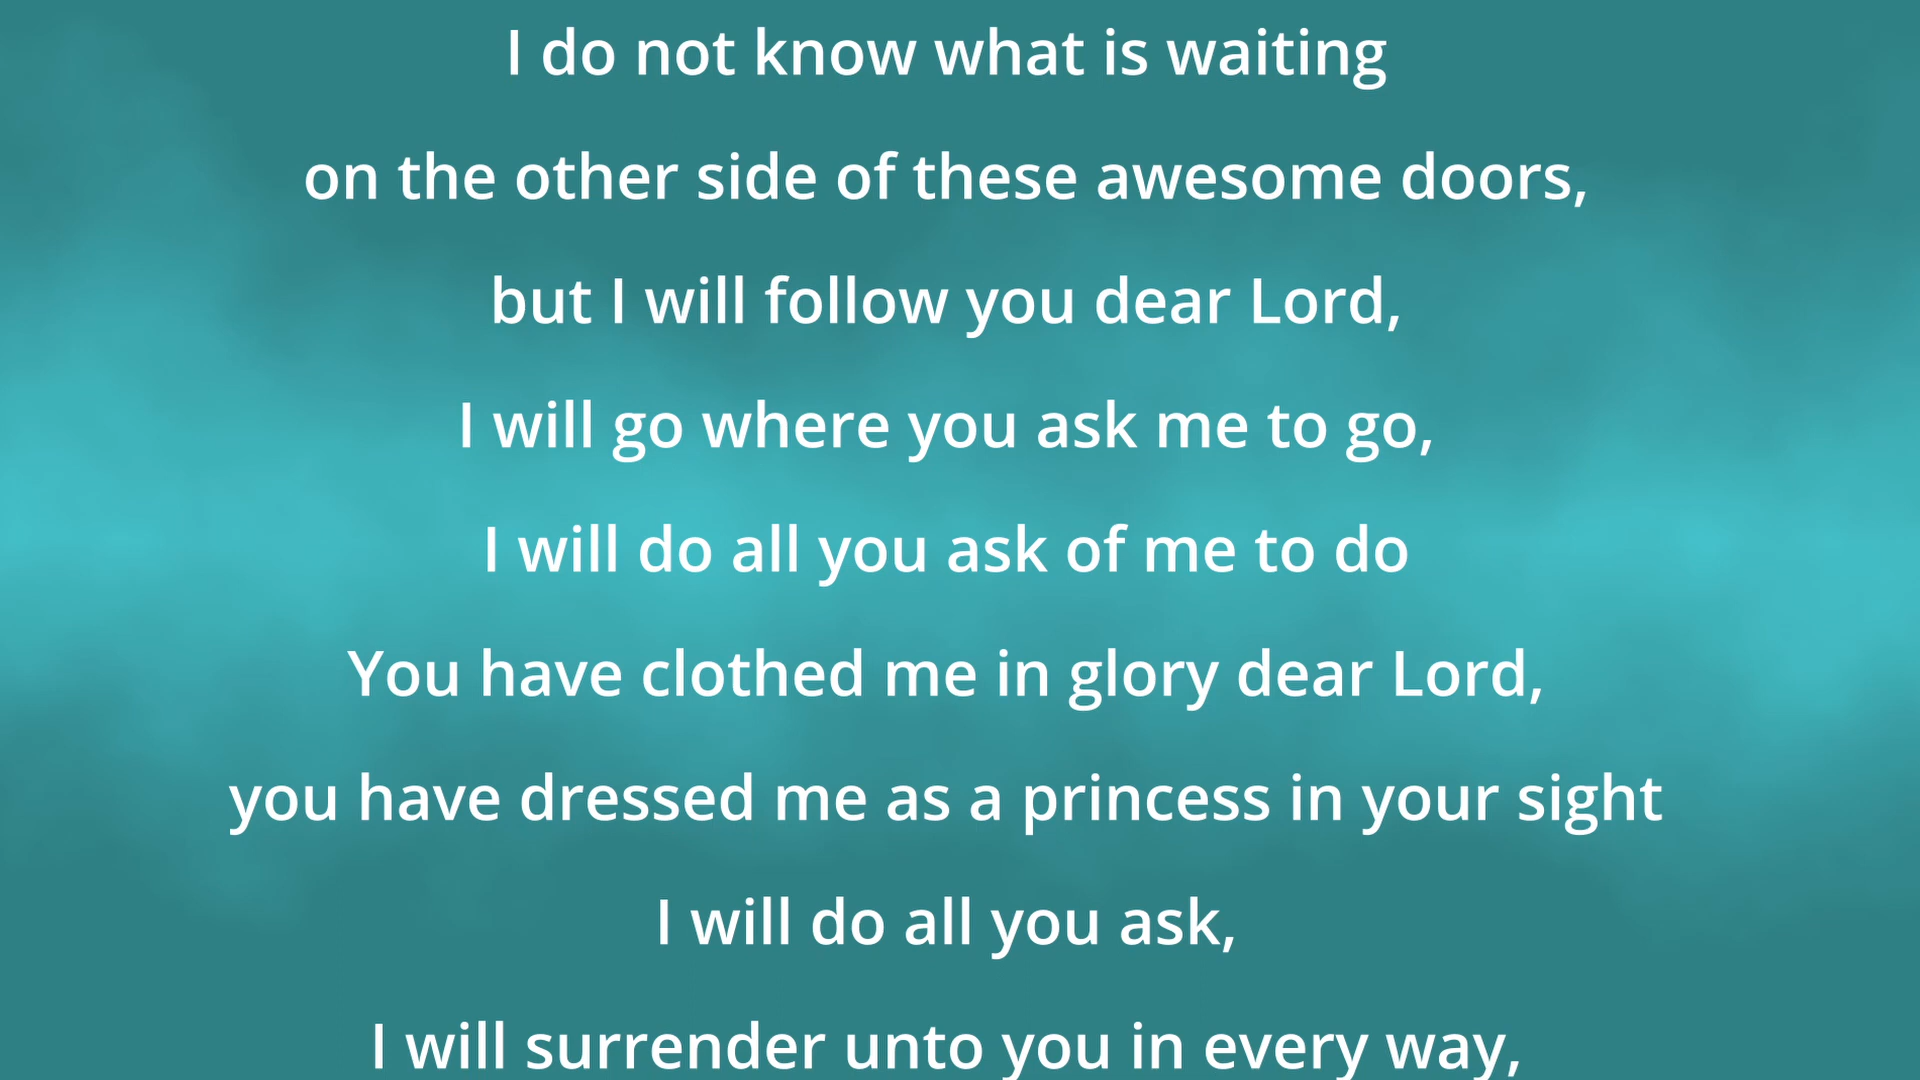 I do not know what is waiting
on the other side of these awesome doors,
but I will follow you dear Lord,
I will go where you ask me to go,
I will do all you ask of me to do
You have clothed me in glory dear Lord,
you have dressed me as a princess in your sight
I will do all you ask,
I will surrender unto you in every way,